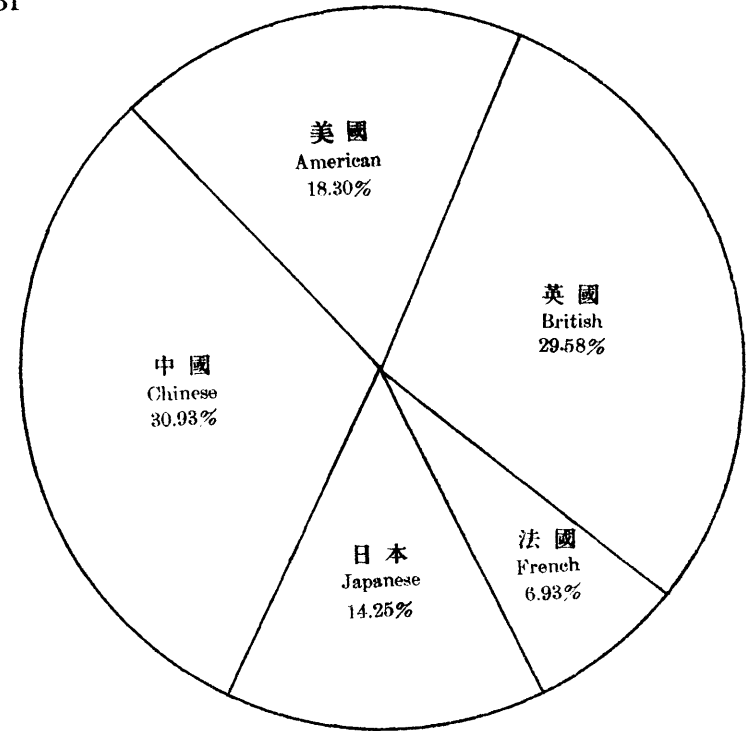 美國
American
18.30%
英國
British
29.58%
中國
Chinese
30.93%
日本
Japanese
14.25%
法國
French
6.93%